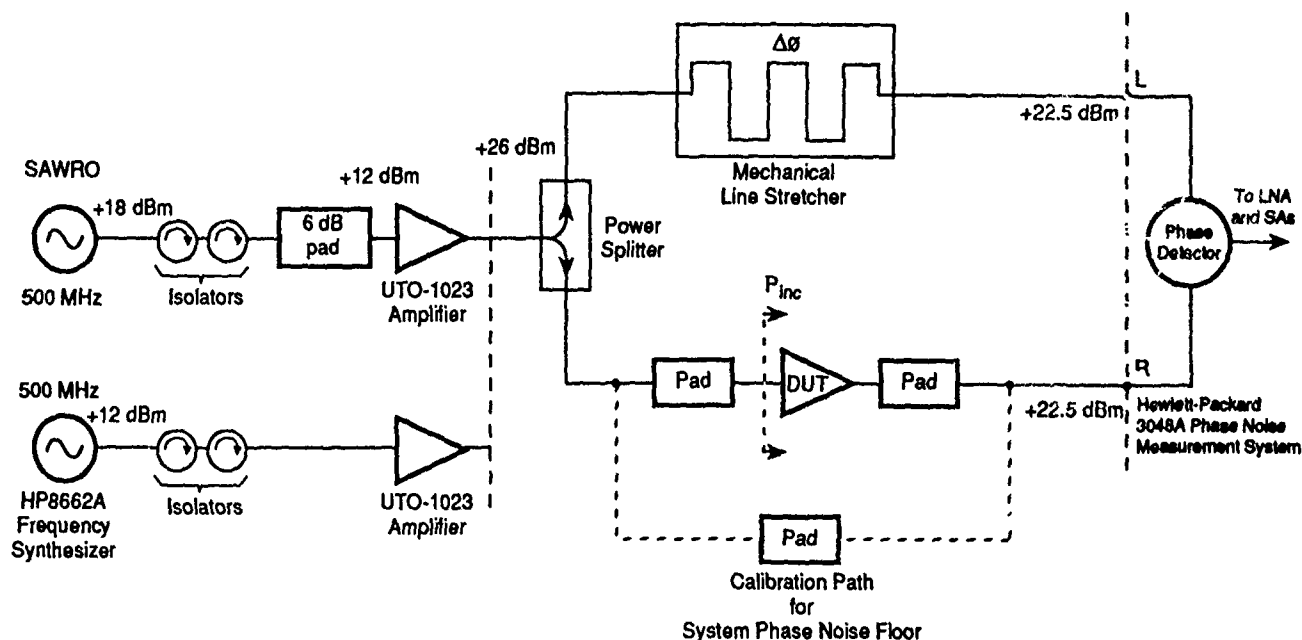 Δø
L
+22.5 dBm
Mechanical
Line Stretcher
+26 dBm
SAWRO
+18 dBm
+12 dBm
6 dB
pad
Power
Splitter
To LNA
and SAs
Phase
Detector
500 MHz
Isolators
UTO-1023
Amplifier
Pinc
Pad
DUT
Pad
R
+22.5 dBm
Hewlett-Packard
3048A Phase Noise
Measurement System
500 MHz
+12 dBm
HP8662A
Frequency
Synthesizer
Isolators
UTO-1023
Amplifier
Pad
Calibration Path
for
System Phase Noise Floor